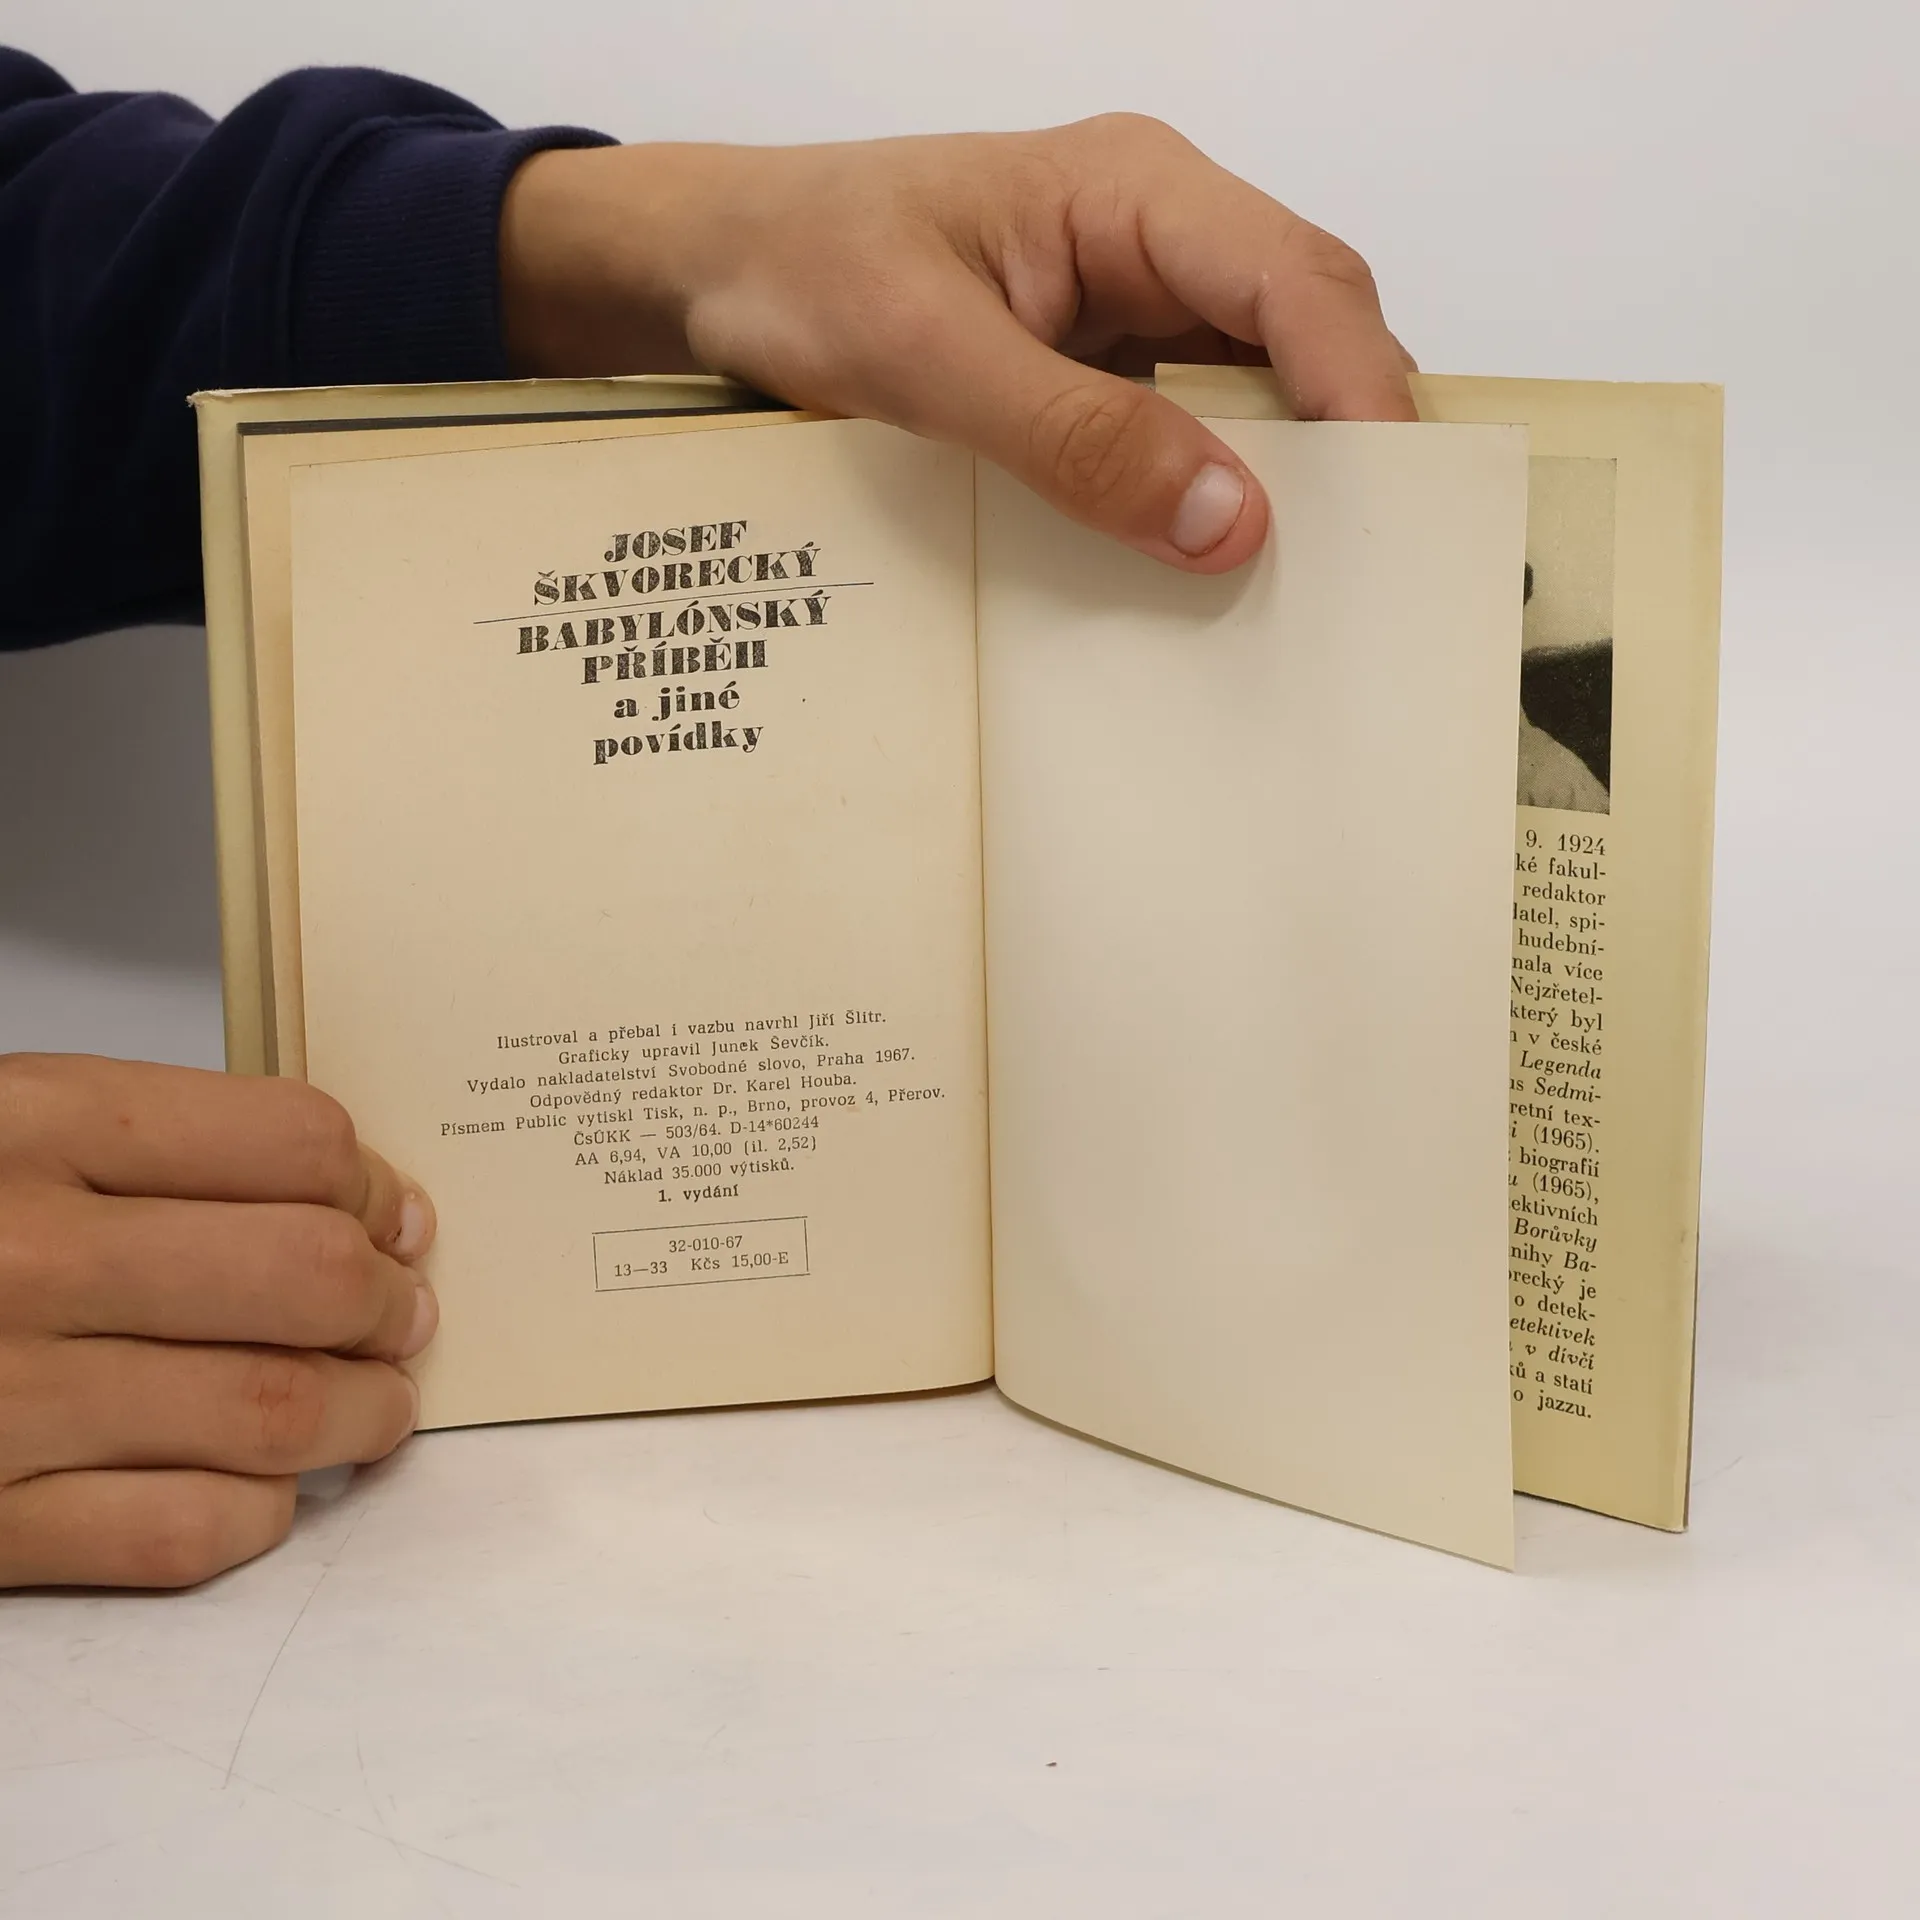 JOSEF
ŠKVORECKÝ
BABYLÓNSKÝ
PŘÍBĚH
a jiné
povídky
Ilustroval a přebal i vazbu navrhl Jiří Šlitr.
Graficky upravil Junek Ševčík.
Vydalo nakladatelství Svobodné slovo, Praha 1967.
Odpovědný redaktor Dr. Karel Houba.
Písmem Public vytiskl Tisk, n. p., Brno, provoz 4, Přerov.
ČsÚKK — 503/64. D-14*60244
AA 6,94, VA 10,00 (il. 2,52)
Náklad 35.000 výtisků.
1. vydání
32-010-67
13—33 Kčs 15,00-E
9. 1924
ké fakul-
redaktor
latel, spi-
hudební-
nala více
Nejzřetel-
který byl
v české
Legenda
us Sedmi-
retní tex-
i (1965).
biografií
u (1965),
ektivních
Borůvky
nihy Ba-
orecký je
o detek-
etektivek
v dívčí
ků a statí
o jazzu.